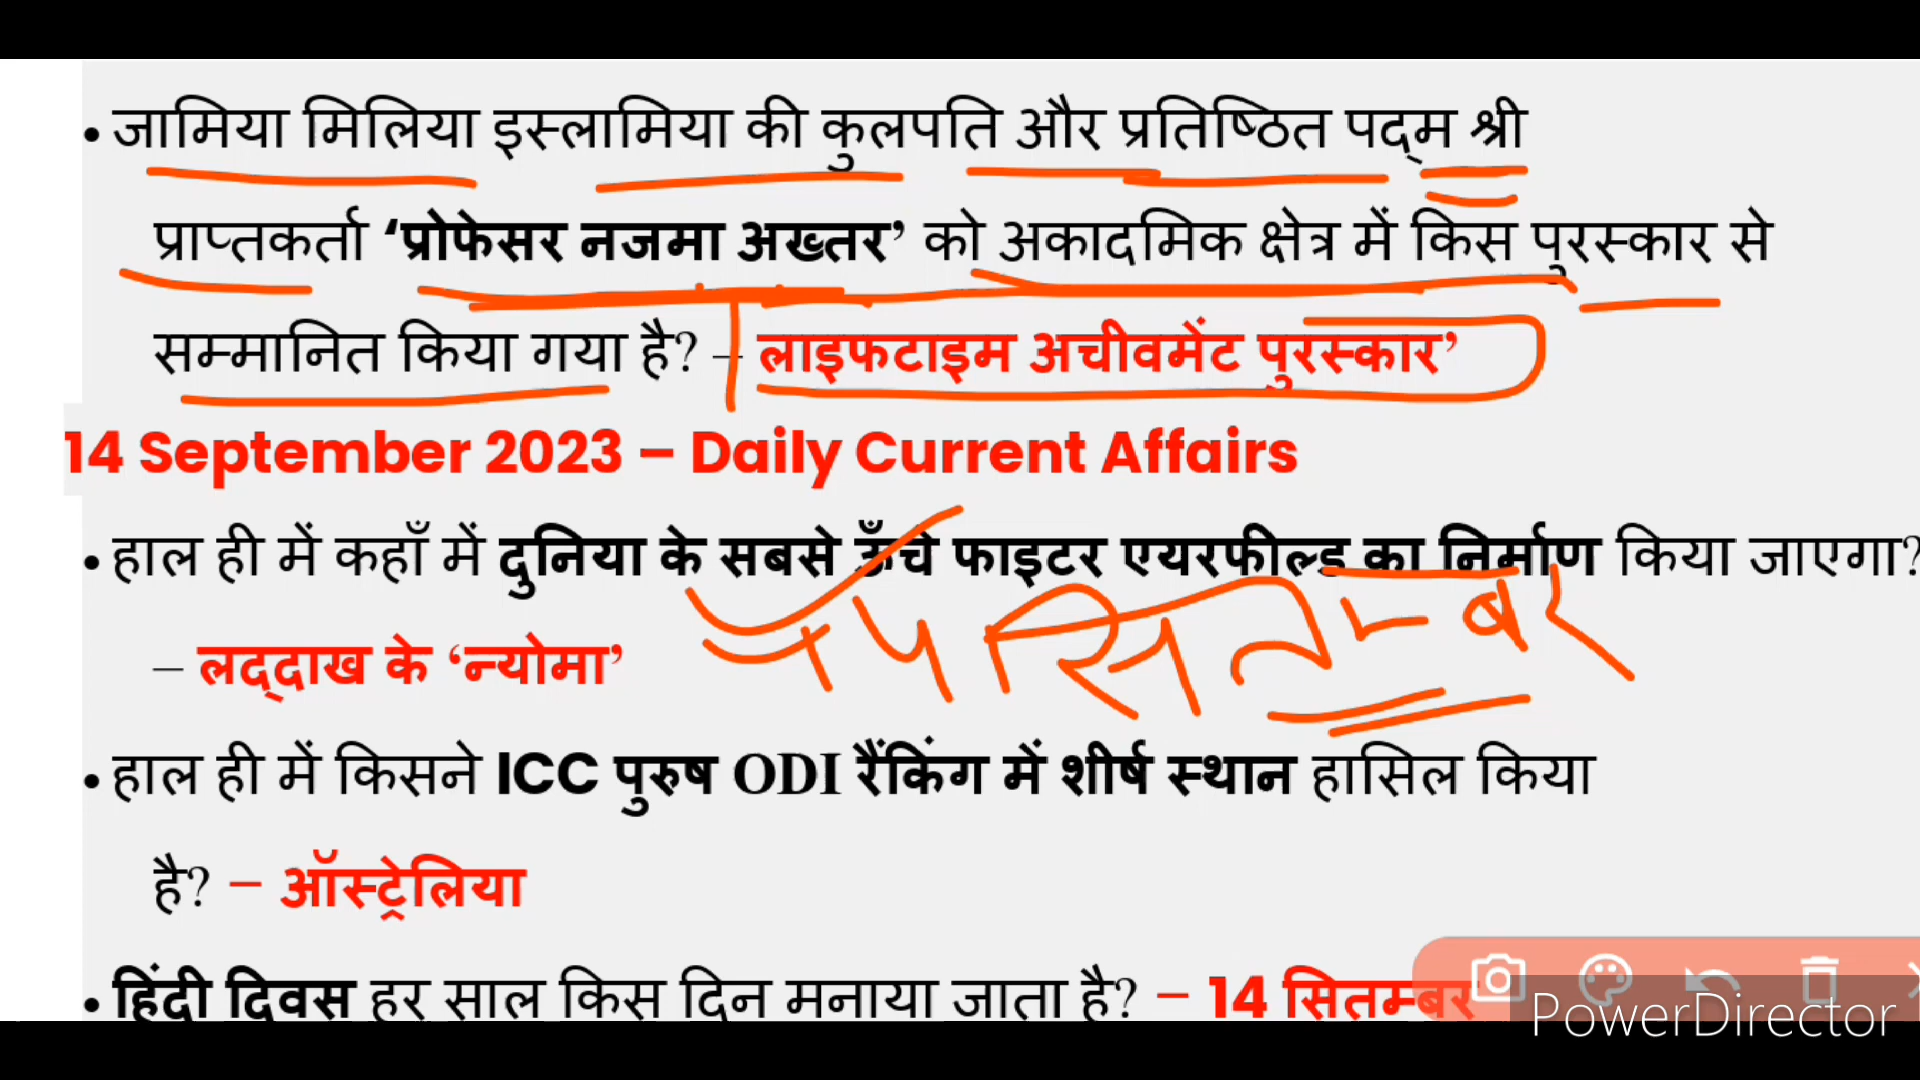 • जामिया मिलिया इस्लामिया की कुलपति और प्रतिष्ठित पद्म श्री
प्राप्तकर्ता ‘प्रोफेसर नजमा अख्तर’ को अकादमिक क्षेत्र में किस पुरस्कार से
सम्मानित किया गया है? – लाइफटाइम अचीवमेंट पुरस्कार’
14 September 2023 – Daily Current Affairs
• हाल ही में कहाँ में दुनिया के सबसे ऊँचे फाइटर एयरफील्ड का निर्माण किया जाएगा?
– लद्दाख के ‘न्योमा’
सितम्बर
• हाल ही में किसने ICC पुरुष ODI रैंकिंग में शीर्ष स्थान हासिल किया
है? – ऑस्ट्रेलिया
• हिंदी दिवस हर साल किस दिन मनाया जाता है? – 14 सितम्बर
PowerDirector